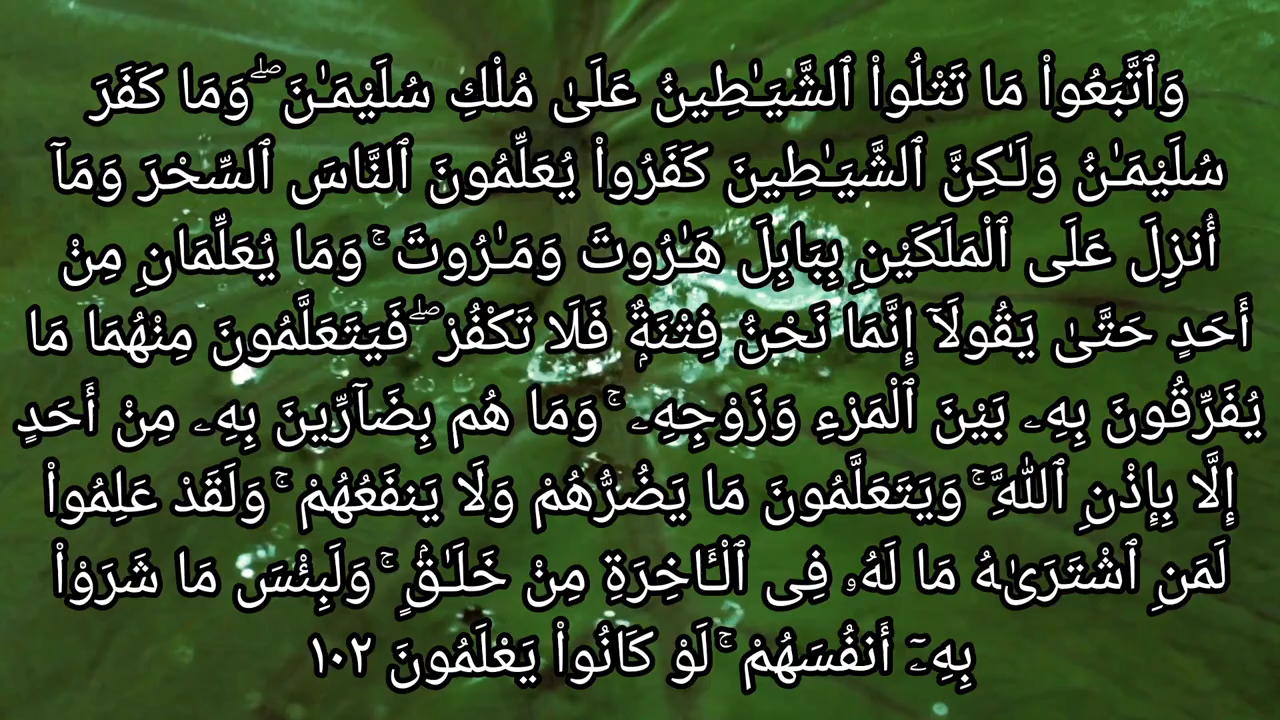 وَٱتَّبَعُوا۟ مَا تَتْلُوا۟ ٱلشَّيَـٰطِينُ عَلَىٰ مُلْكِ سُلَيْمَـٰنَ ۖ وَمَا كَفَرَ
سُلَيْمَـٰنُ وَلَـٰكِنَّ ٱلشَّيَـٰطِينَ كَفَرُوا۟ يُعَلِّمُونَ ٱلنَّاسَ ٱلسِّحْرَ وَمَآ
أُنزِلَ عَلَى ٱلْمَلَكَيْنِ بِبَابِلَ هَـٰرُوتَ وَمَـٰرُوتَ ۚ وَمَا يُعَلِّمَانِ مِنْ
أَحَدٍ حَتَّىٰ يَقُولَآ إِنَّمَا نَحْنُ فِتْنَةٌۭ فَلَا تَكْفُرْ ۖ فَيَتَعَلَّمُونَ مِنْهُمَا مَا
يُفَرِّقُونَ بِهِۦ بَيْنَ ٱلْمَرْءِ وَزَوْجِهِۦ ۚ وَمَا هُم بِضَآرِّينَ بِهِۦ مِنْ أَحَدٍ
إِلَّا بِإِذْنِ ٱللَّهِ ۚ وَيَتَعَلَّمُونَ مَا يَضُرُّهُمْ وَلَا يَنفَعُهُمْ ۚ وَلَقَدْ عَلِمُوا۟
لَمَنِ ٱشْتَرَىٰهُ مَا لَهُۥ فِى ٱلْـَٔاخِرَةِ مِنْ خَلَـٰقٍۢ ۚ وَلَبِئْسَ مَا شَرَوْا۟
بِهِۦٓ أَنفُسَهُمْ ۚ لَوْ كَانُوا۟ يَعْلَمُونَ ١٠٢